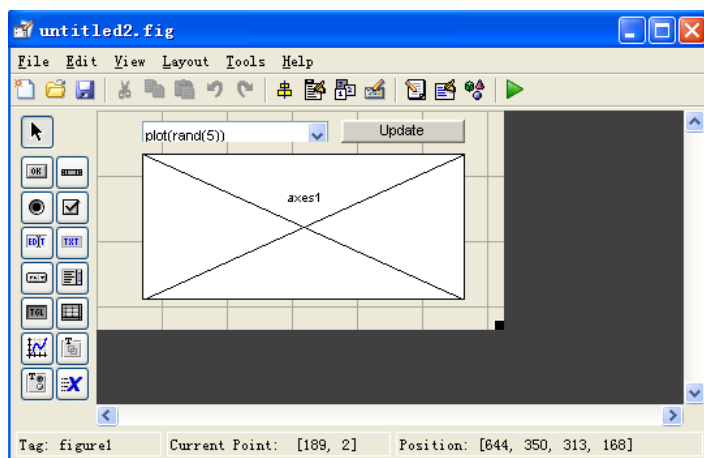 untitled2.fig
File Edit View Layout Tools Help
plot(rand(5)) Update
OK
axes1
EDIT TXT
TGL
T
T X
Tag: figure1 Current Point: [189, 2] Position: [644, 350, 313, 168]